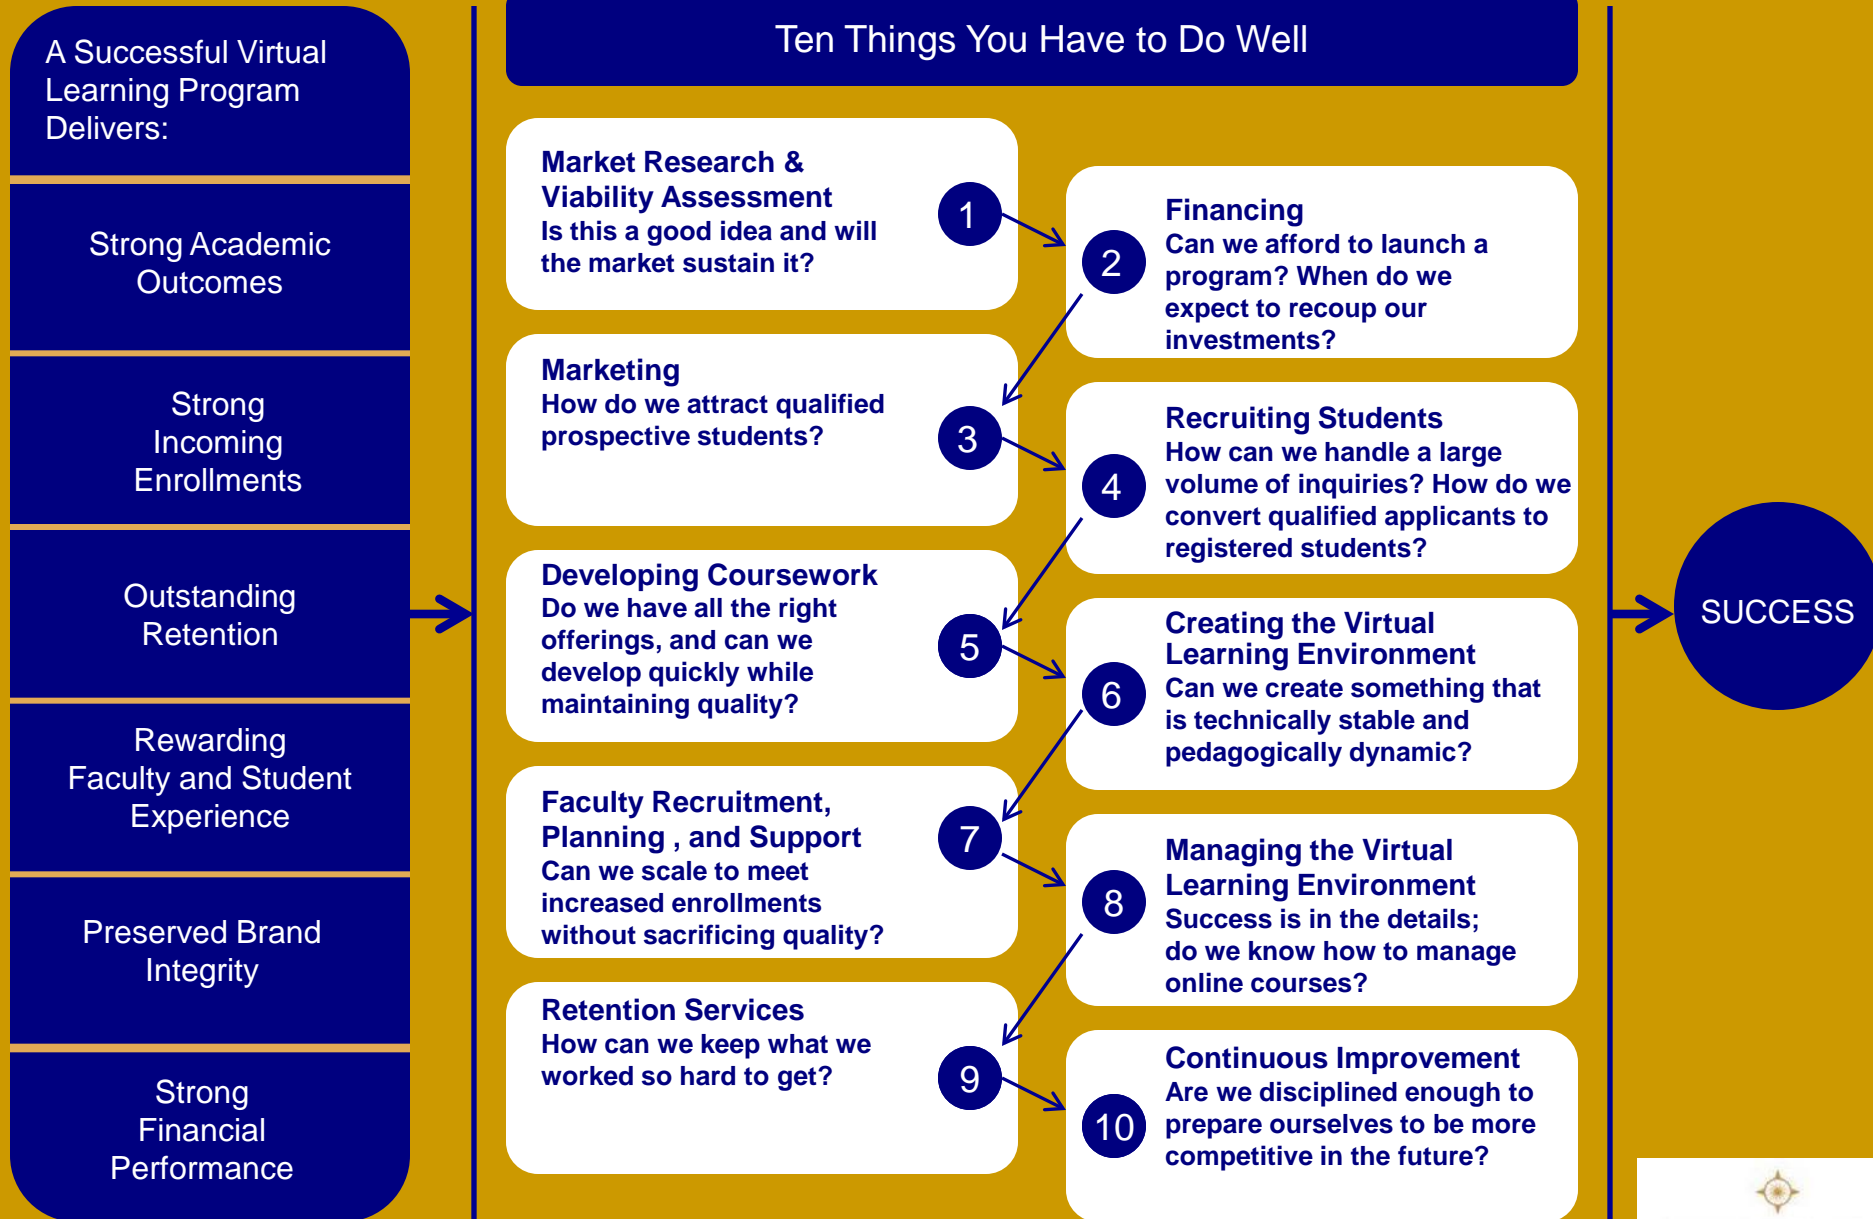 A Successful Virtual
Learning Program
Delivers:
Strong Academic
Outcomes
Strong
Incoming
Enrollments
Outstanding
Retention
Rewarding
Faculty and Student
Experience
Preserved Brand
Integrity
Strong
Financial
Performance
Ten Things You Have to Do Well
Market Research &
Viability Assessment
Is this a good idea and will
the market sustain it?
1
2
Financing
Can we afford to launch a
program? When do we
expect to recoup our
investments?
Marketing
How do we attract qualified
prospective students?
3
4
Recruiting Students
How can we handle a large
volume of inquiries? How do we
convert qualified applicants to
registered students?
Developing Coursework
Do we have all the right
offerings, and can we
develop quickly while
maintaining quality?
5
6
Creating the Virtual
Learning Environment
Can we create something that
is technically stable and
pedagogically dynamic?
Faculty Recruitment,
Planning , and Support
Can we scale to meet
increased enrollments
without sacrificing quality?
7
8
Managing the Virtual
Learning Environment
Success is in the details;
do we know how to manage
online courses?
Retention Services
How can we keep what we
worked so hard to get?
9
10
Continuous Improvement
Are we disciplined enough to
prepare ourselves to be more
competitive in the future?
SUCCESS